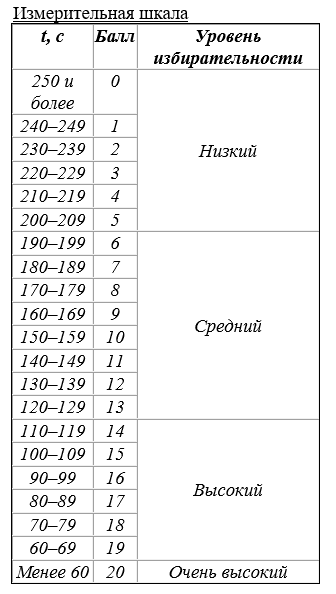 Измерительная шкала
t, с Балл Уровень
избирательности
250 и 0
более
240–249 1
230–239 2
Низкий
220–229 3
210–219 4
200–209 5
190–199 6
180–189 7
170–179 8
160–169 9
Средний
150–159 10
140–149 11
130–139 12
120–129 13
110–119 14
100–109 15
90–99 16
Высокий
80–89 17
70–79 18
60–69 19
Менее 60 20 Очень высокий